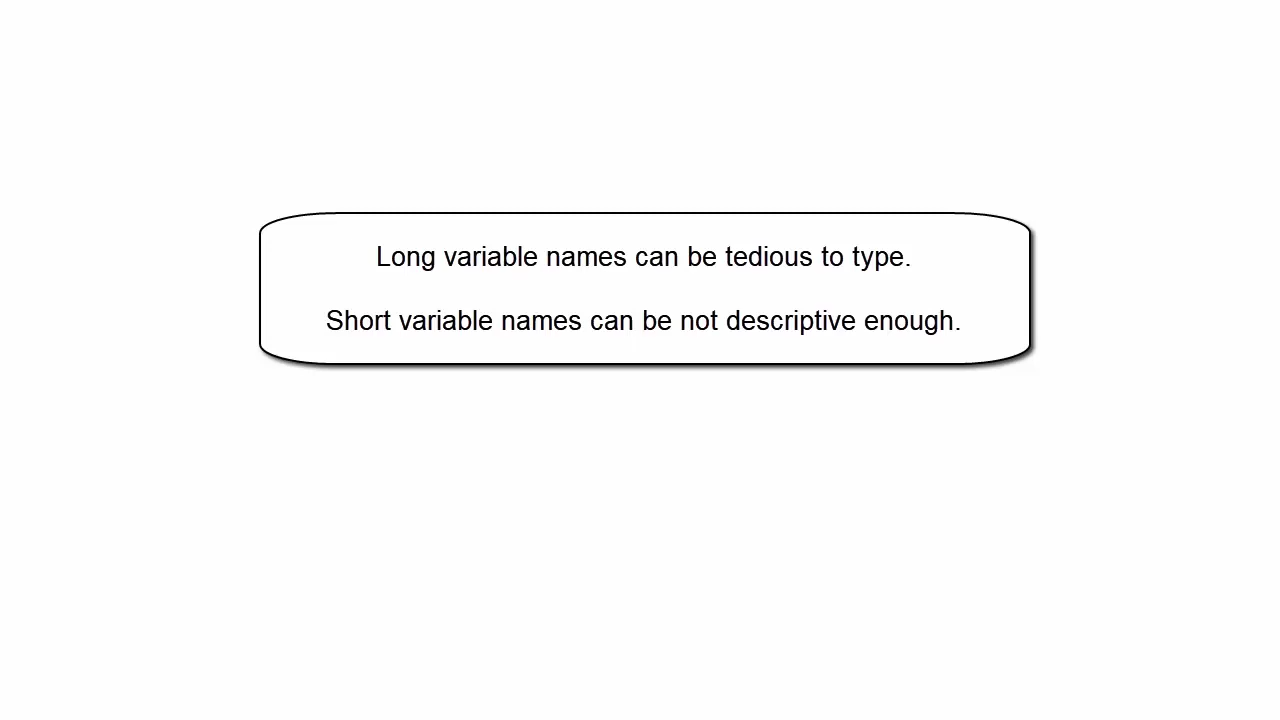 Long variable names can be tedious to type.
Short variable names can be not descriptive enough.